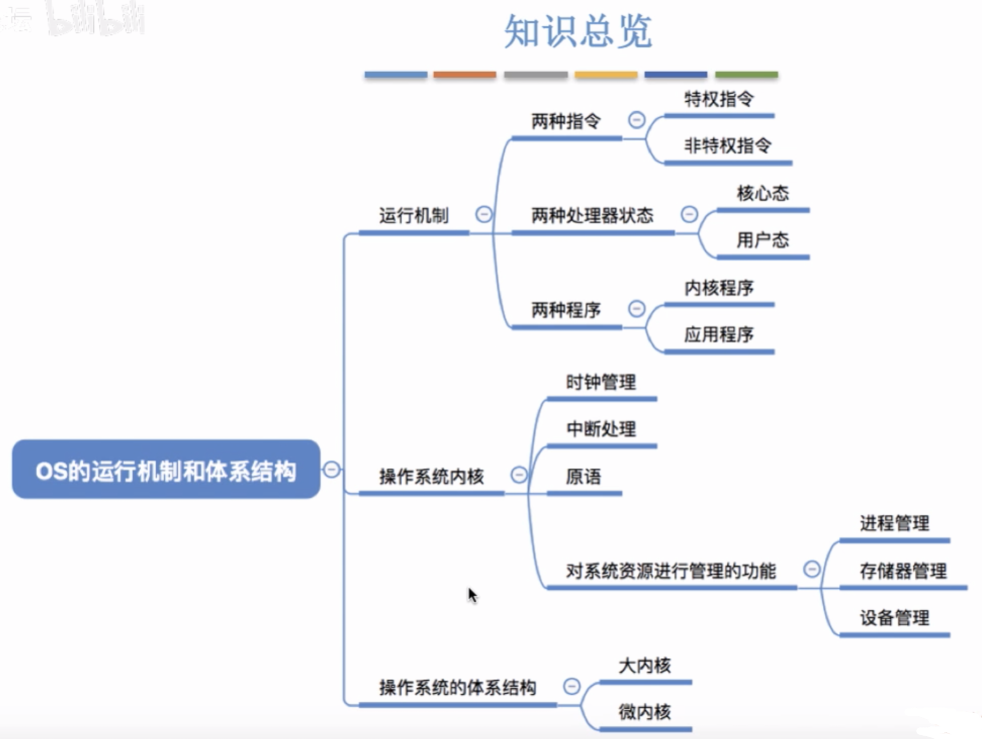 bilibili
知识总览
特权指令
两种指令
非特权指令
核心态
运行机制
两种处理器状态
用户态
内核程序
两种程序
应用程序
时钟管理
中断处理
OS的运行机制和体系结构
操作系统内核
原语
进程管理
对系统资源进行管理的功能
存储器管理
设备管理
大内核
操作系统的体系结构
微内核